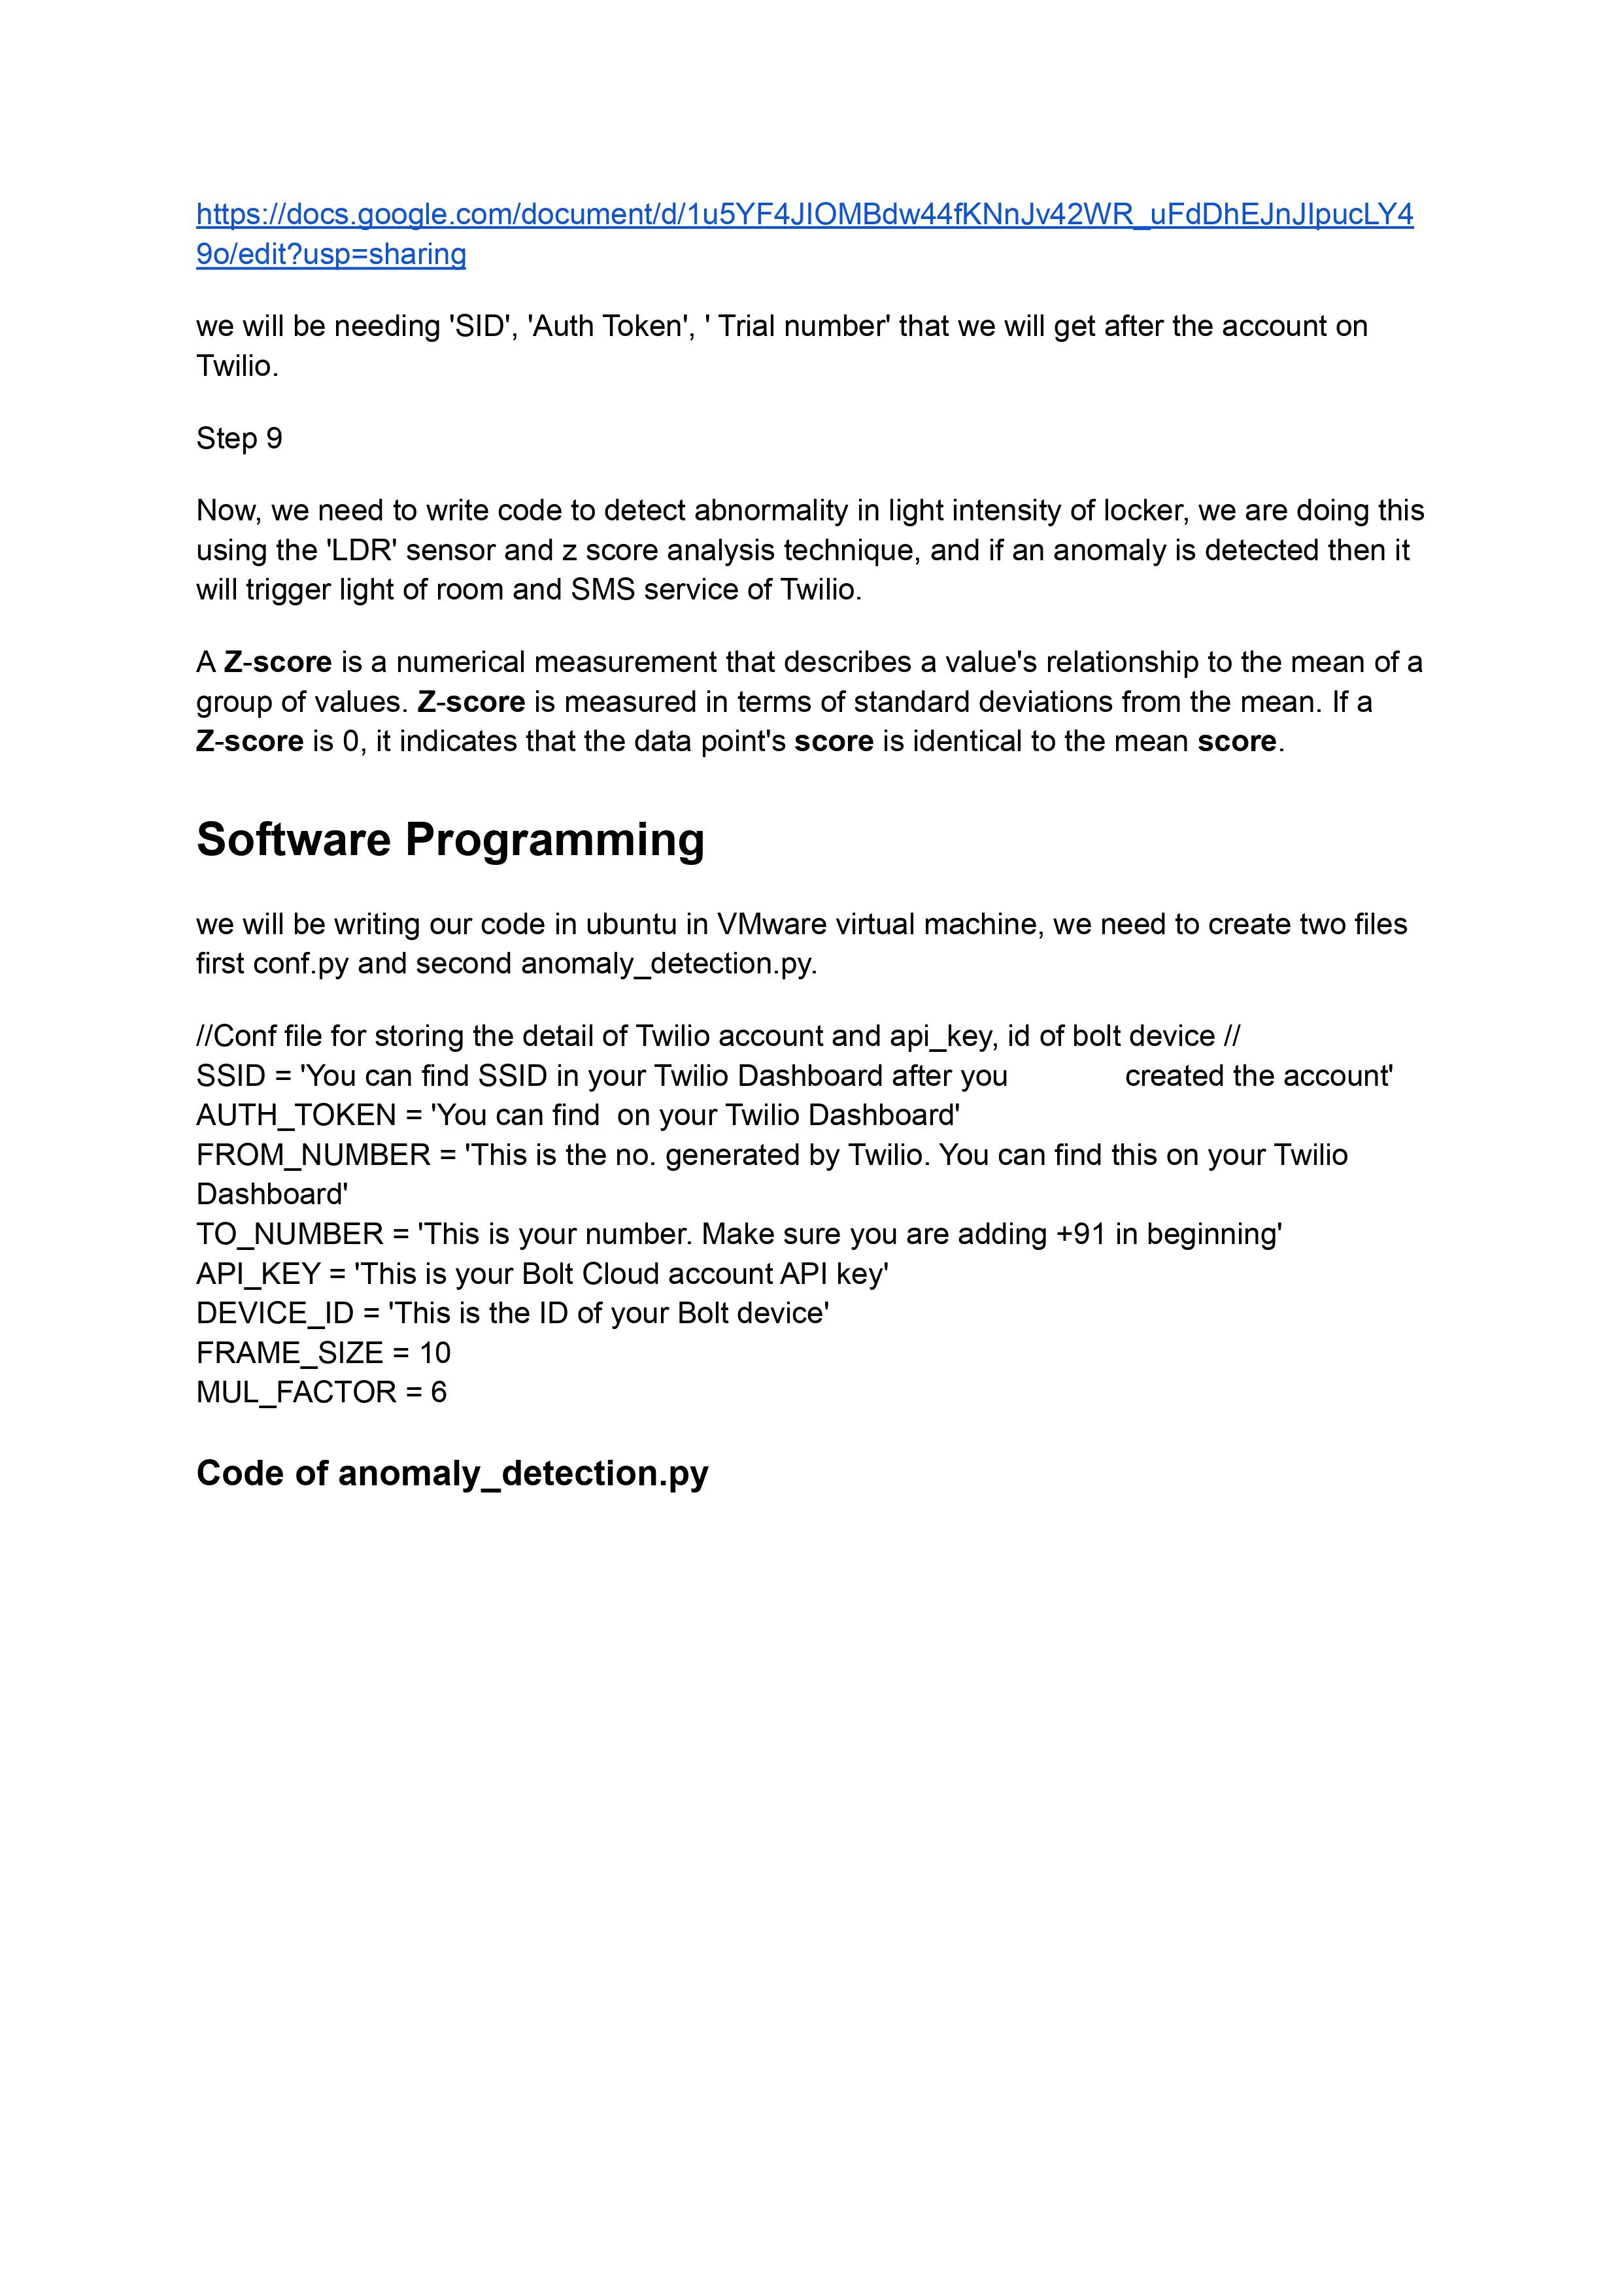 https://docs.google.com/document/d/1u5YF4JIOMBdw44fKNnJv42WR_uFdDhEJnJIpucLY4
9o/edit?usp=sharing
we will be needing 'SID', 'Auth Token', ' Trial number' that we will get after the account on
Twilio.
Step 9
Now, we need to write code to detect abnormality in light intensity of locker, we are doing this
using the 'LDR' sensor and z score analysis technique, and if an anomaly is detected then it
will trigger light of room and SMS service of Twilio.
A Z-score is a numerical measurement that describes a value's relationship to the mean of a
group of values. Z-score is measured in terms of standard deviations from the mean. If a
Z-score is 0, it indicates that the data point's score is identical to the mean score.
Software Programming
we will be writing our code in ubuntu in VMware virtual machine, we need to create two files
first conf.py and second anomaly_detection.py.
//Conf file for storing the detail of Twilio account and api_key, id of bolt device //
SSID = 'You can find SSID in your Twilio Dashboard after you created the account'
AUTH_TOKEN = 'You can find  on your Twilio Dashboard'
FROM_NUMBER = 'This is the no. generated by Twilio. You can find this on your Twilio
Dashboard'
TO_NUMBER = 'This is your number. Make sure you are adding +91 in beginning'
API_KEY = 'This is your Bolt Cloud account API key'
DEVICE_ID = 'This is the ID of your Bolt device'
FRAME_SIZE = 10
MUL_FACTOR = 6
Code of anomaly_detection.py